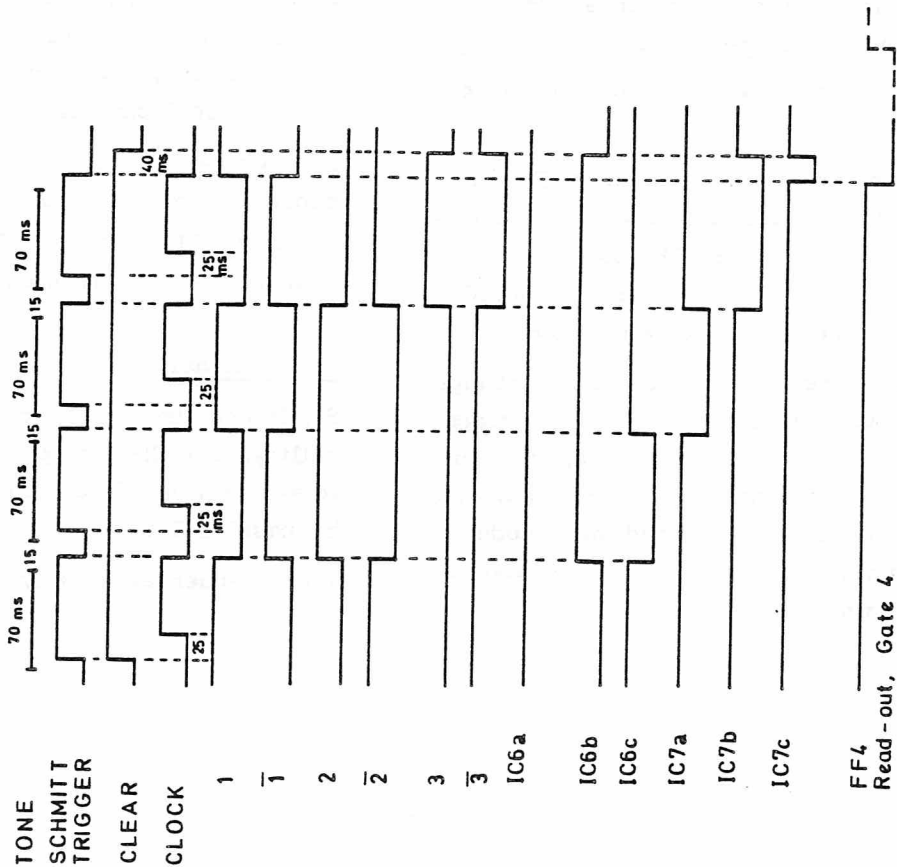 TONE
70 ms 15 70 ms 15 70 ms 15 70 ms
SCHMITT
TRIGGER
CLEAR
40
ms
CLOCK
25
25
ms
25
25
ms
1
1̅
2
2̅
3
3̅
IC6a
IC6b
IC6c
IC7a
IC7b
IC7c
FF4
Read-out, Gate 4